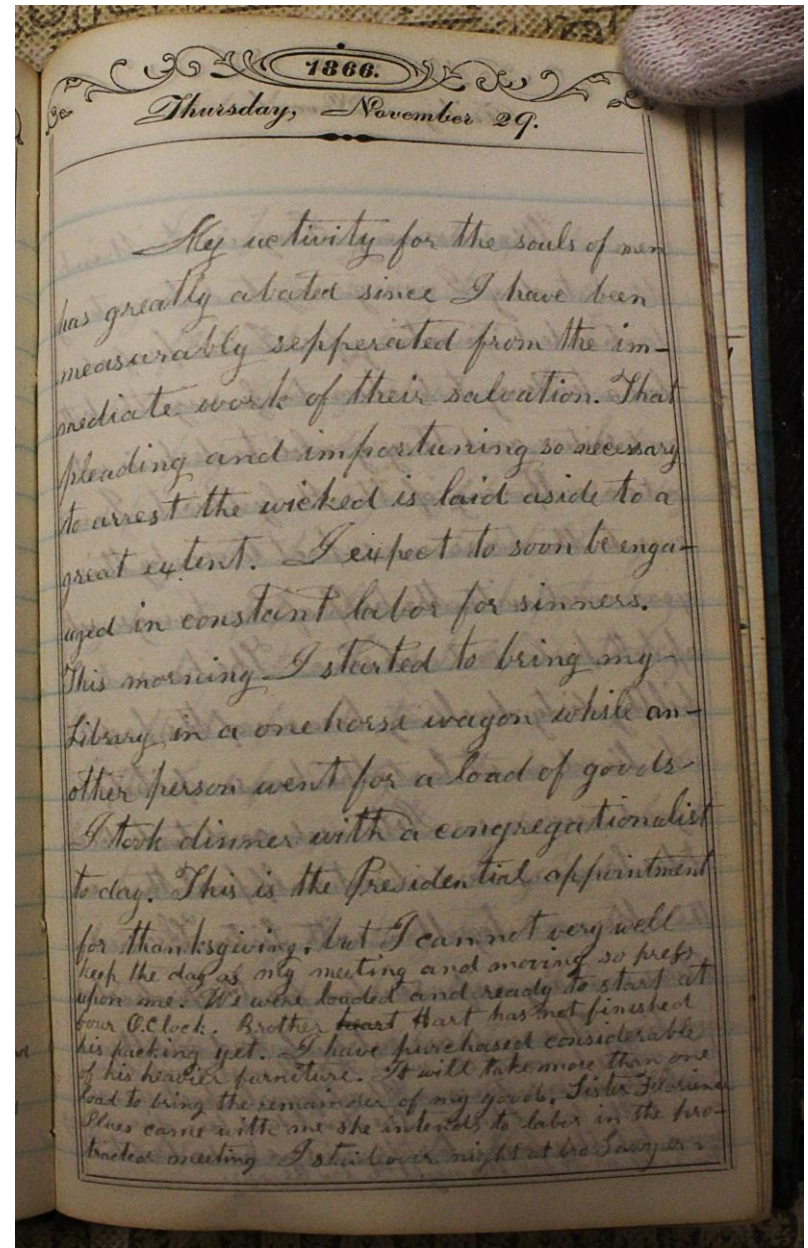 1866.
Thursday, November 29.
My activity for the souls of men
has greatly abated since I have been
measurably sepperated from the im-
mediate work of their salvation. That
pleading and importuning so necessary
to arrest the wicked is laid aside to a
great extent. I expect to soon be enga-
aged in constant labor for sinners.
This morning I started to bring my
Library in a one horse wagon while an-
other person went for a load of goods
I took dinner with a congregationalist
to day. This is the Presidential appointment
for thanksgiving, but I can not very well
keep the day as my meeting and moving so press
upon me. We were loaded and ready to start at
four O.Clock. Brother heart Hart has not finished
his packing yet. I have purchased considerable
of his heavier furniture. It will take more than one
load to bring the remainder of my goods. Sister
came with me she intends to labor in the pro-
tracted meeting I staid over night at bro Sawyers